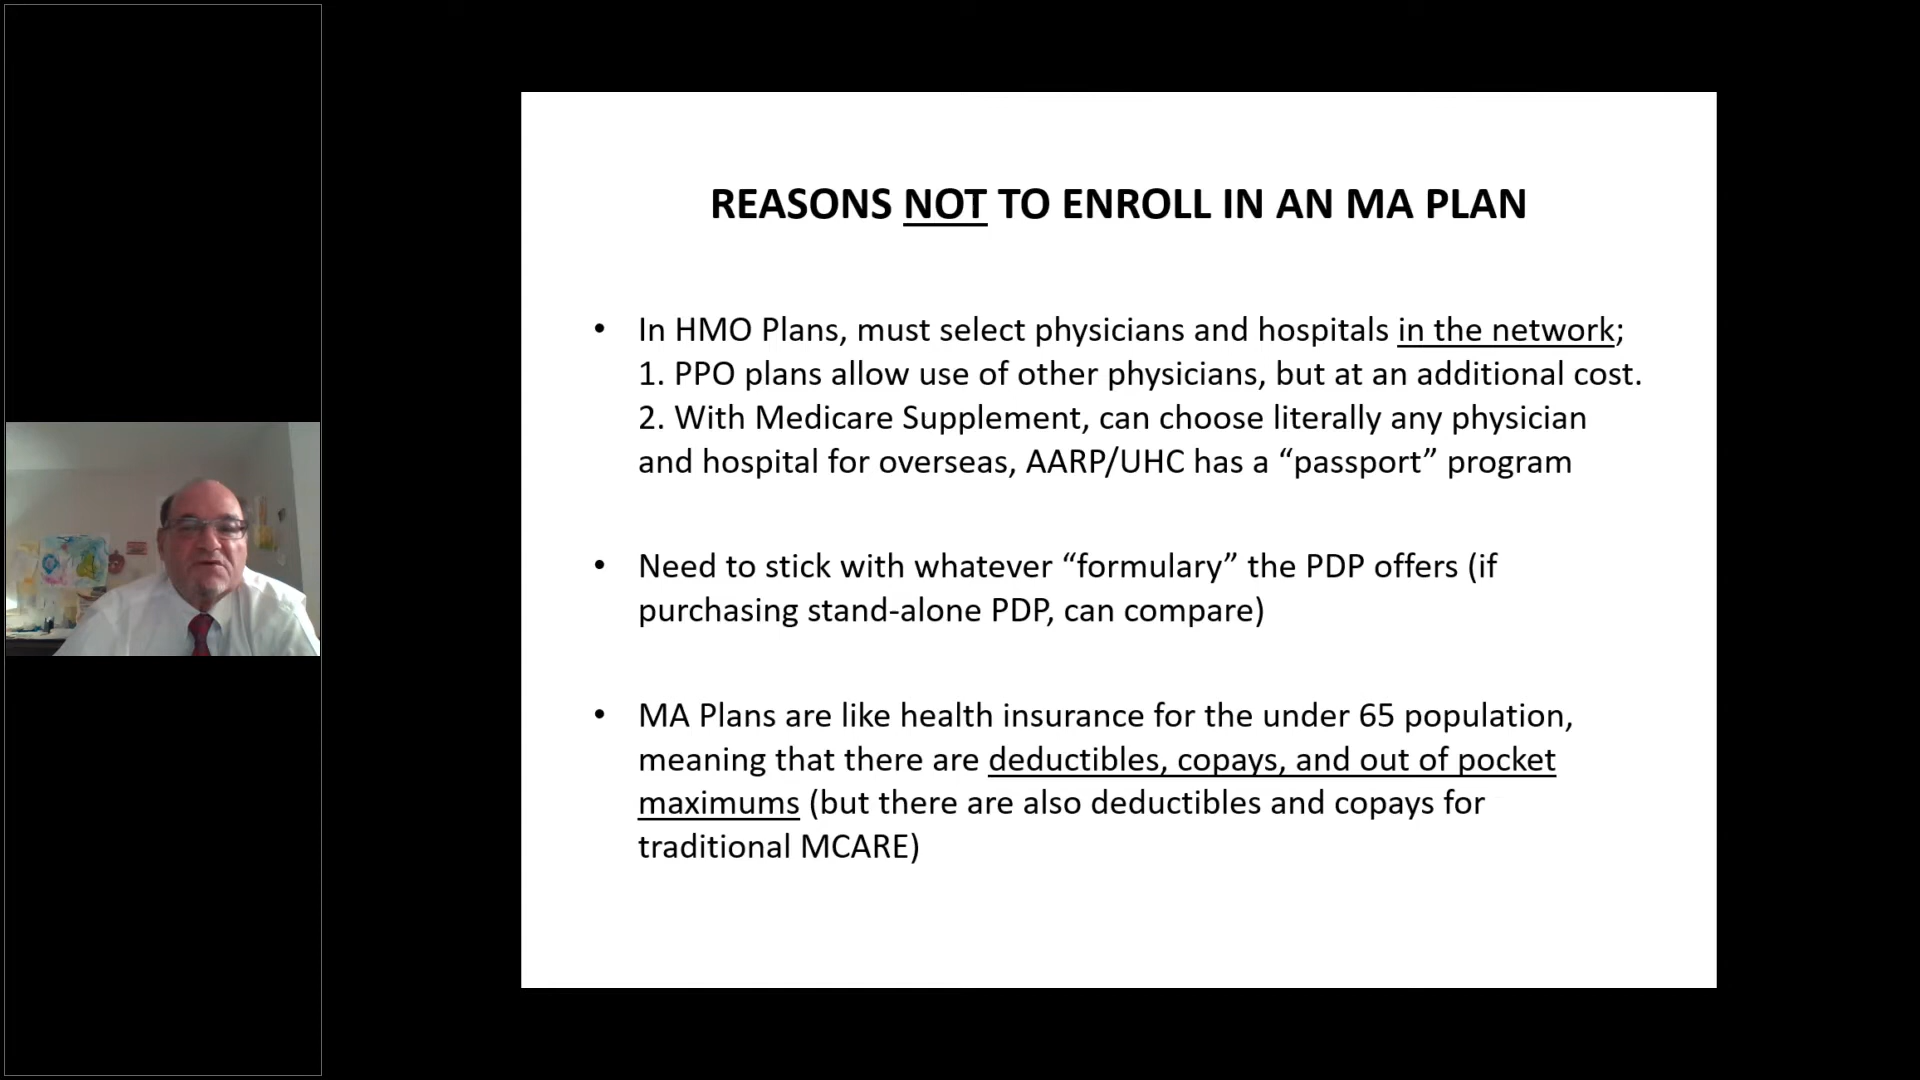 REASONS NOT TO ENROLL IN AN MA PLAN
• In HMO Plans, must select physicians and hospitals in the network;
1. PPO plans allow use of other physicians, but at an additional cost.
2. With Medicare Supplement, can choose literally any physician
and hospital for overseas, AARP/UHC has a “passport” program
• Need to stick with whatever “formulary” the PDP offers (if
purchasing stand-alone PDP, can compare)
• MA Plans are like health insurance for the under 65 population,
meaning that there are deductibles, copays, and out of pocket
maximums (but there are also deductibles and copays for
traditional MCARE)